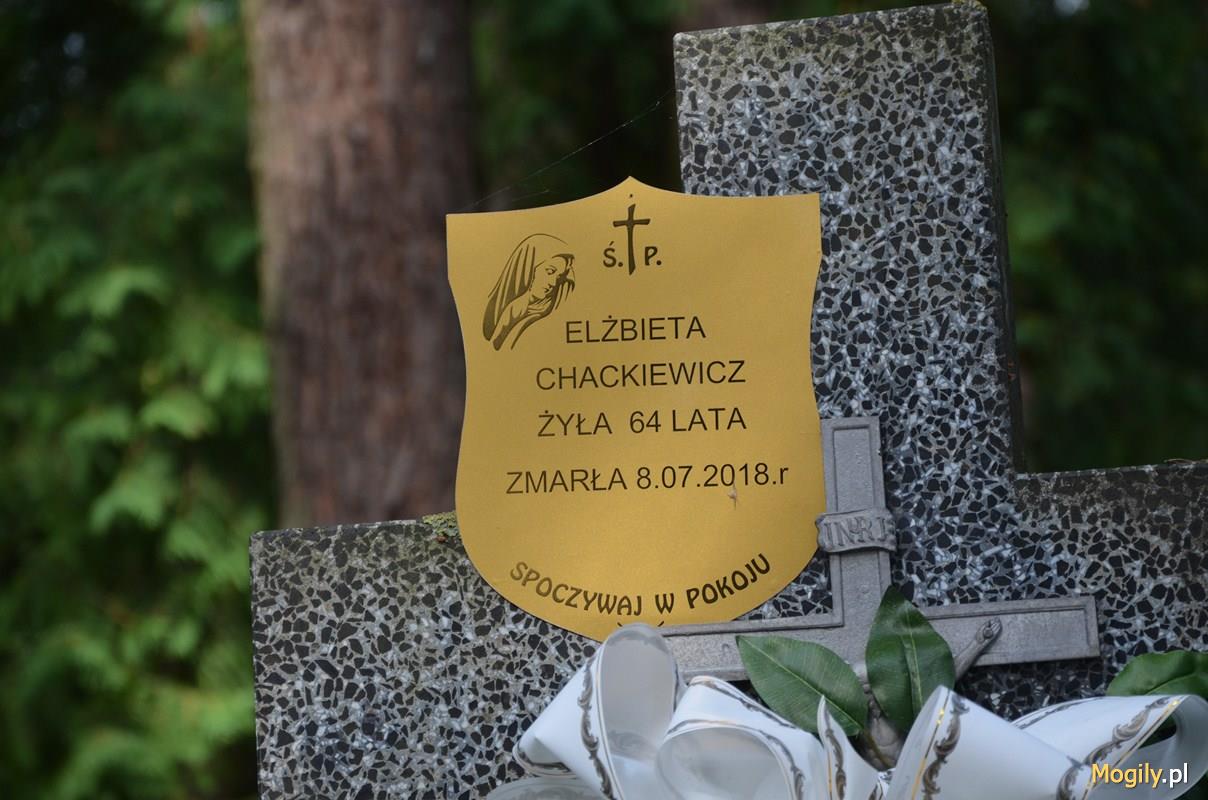 Ś. P.
ELŻBIETA
CHACKIEWICZ
ŻYŁA 64 LATA
ZMARŁA 8.07.2018.r
SPOCZYWAJ W POKOJU
INRI
Mogily.pl